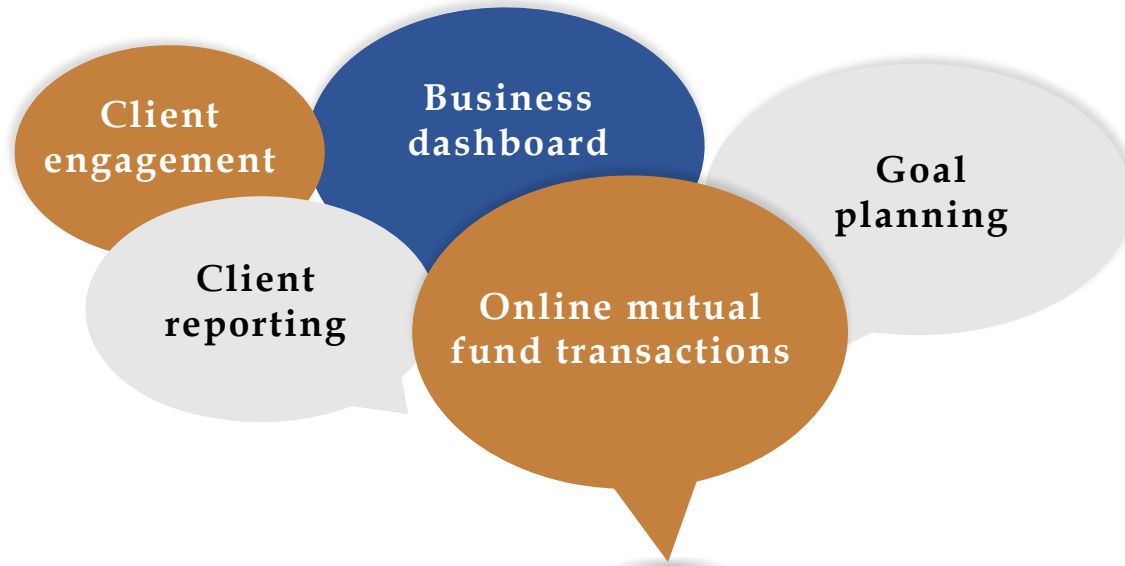 Client
engagement
Business
dashboard
Goal
planning
Client
reporting
Online mutual
fund transactions